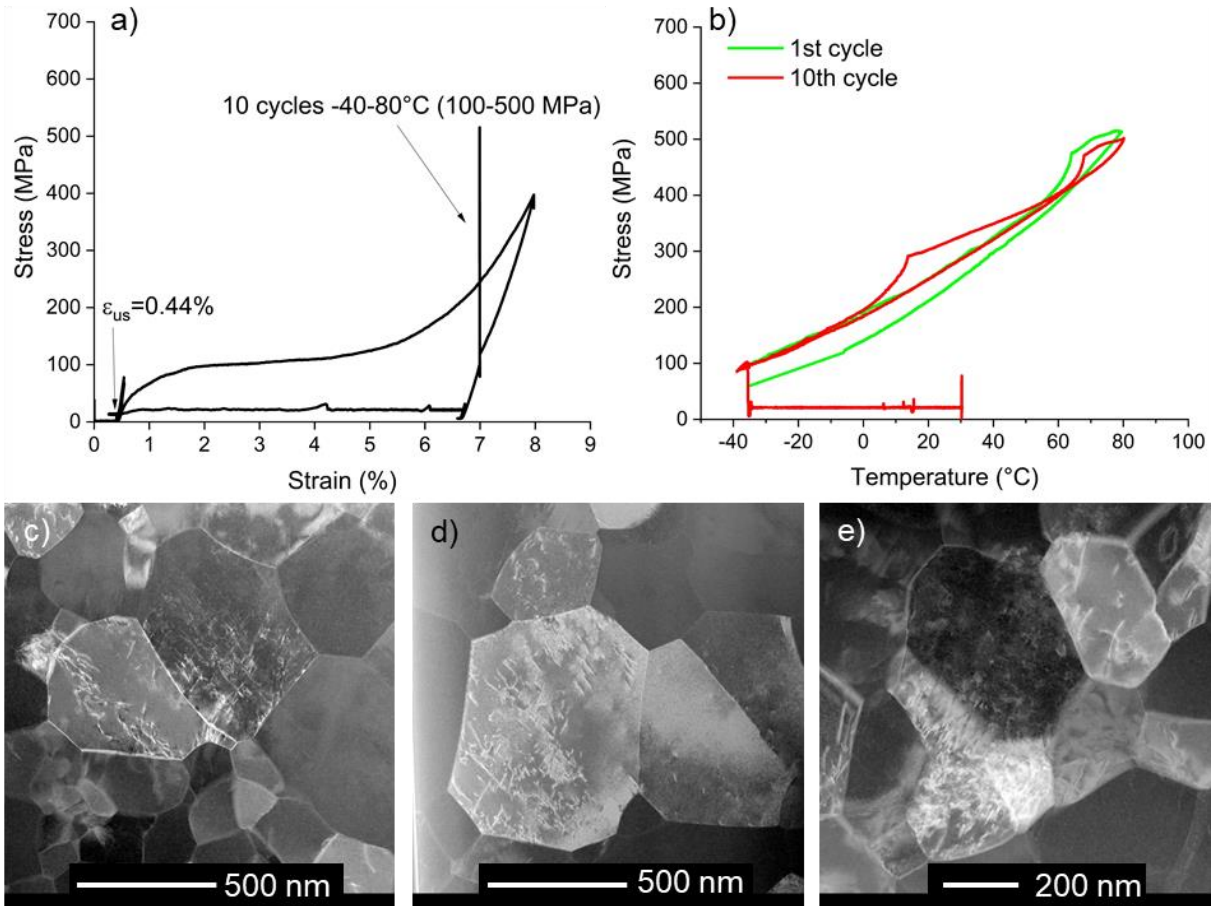 a)
700
600
500
400
300
200
100
0
Stress (MPa)
10 cycles -40-80°C (100-500 MPa)
εus=0.44%
0 1 2 3 4 5 6 7 8 9
Strain (%)
b)
700
600
500
400
300
200
100
0
Stress (MPa)
1st cycle
10th cycle
-40 -20 0 20 40 60 80 100
Temperature (°C)
c)
500 nm
d)
500 nm
e)
200 nm